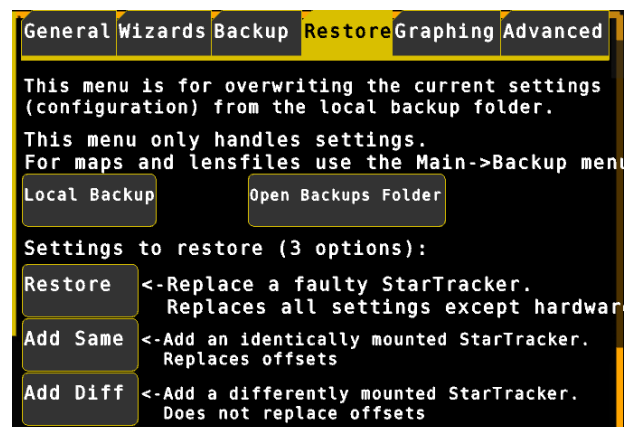 General Wizards Backup Restore Graphing Advanced
This menu is for overwriting the current settings
(configuration) from the local backup folder.
This menu only handles settings.
For maps and lensfiles use the Main->Backup menu
Local Backup Open Backups Folder
Settings to restore (3 options):
Restore <-Replace a faulty StarTracker.
Replaces all settings except hardwar
Add Same <-Add an identically mounted StarTracker.
Replaces offsets
Add Diff <-Add a differently mounted StarTracker.
Does not replace offsets